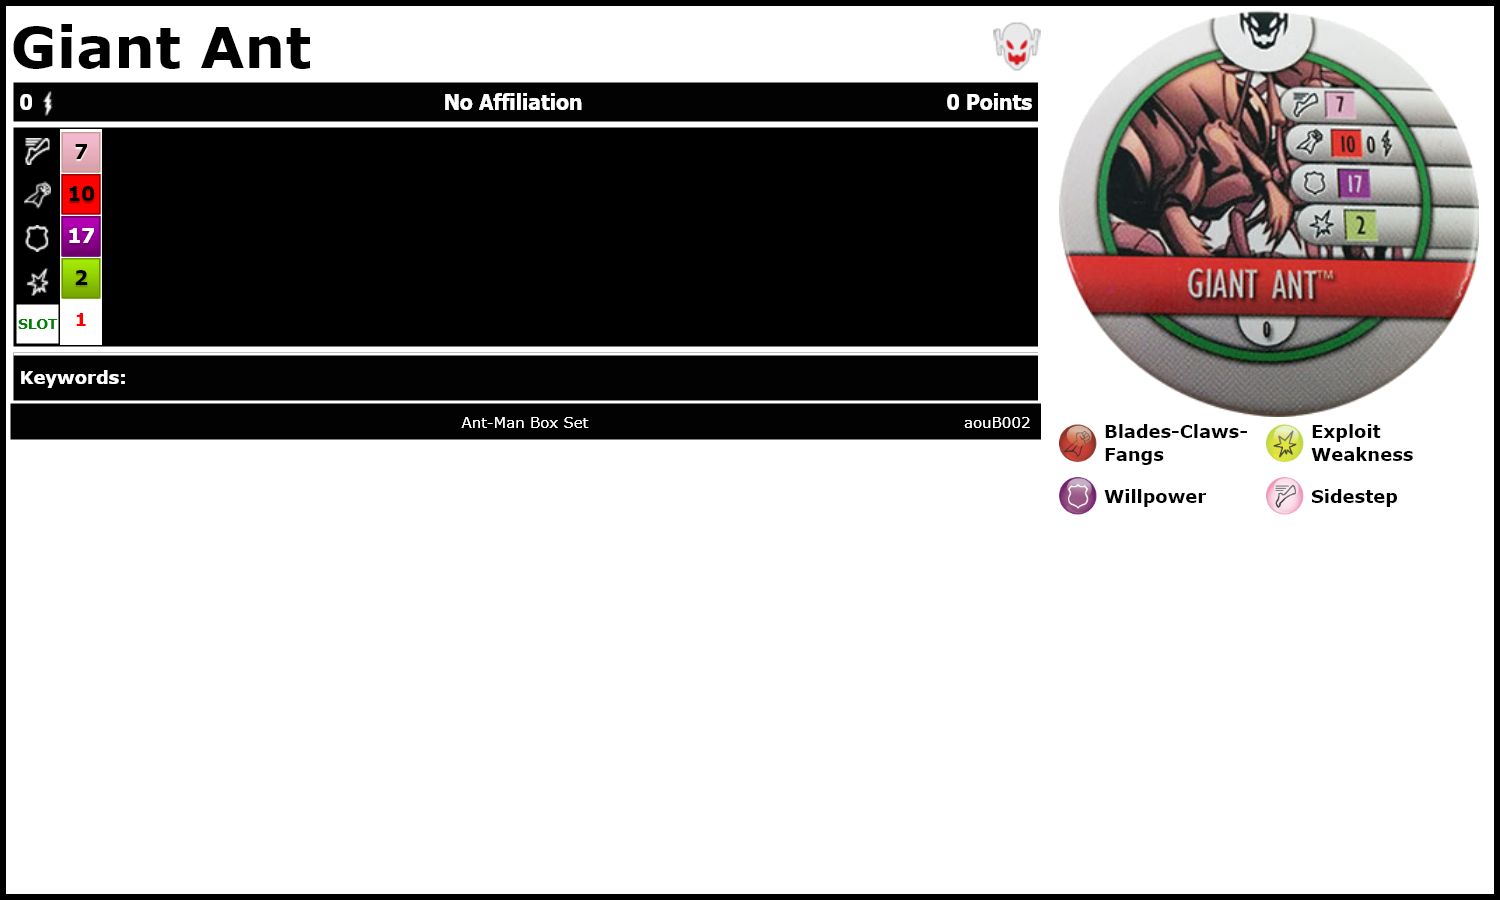 Giant Ant
0 No Affiliation 0 Points
7
10
17
2
SLOT 1
Keywords:
Ant-Man Box Set aouB002
7
10 0
17
2
GIANT ANT™
0
Blades-Claws-
Fangs
Exploit
Weakness
Willpower
Sidestep